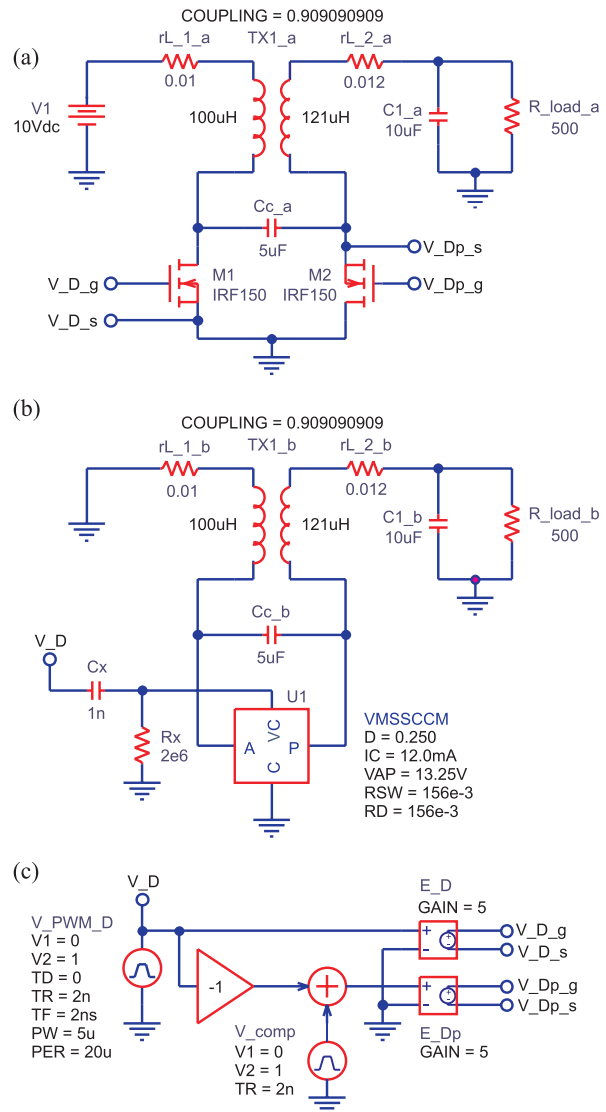 (a)
COUPLING = 0.909090909
rL_1_a
TX1_a
rL_2_a
0.01
0.012
V1
10Vdc
100uH
121uH
C1_a
10uF
R_load_a
500
Cc_a
5uF
V_Dp_s
V_D_g
M1
IRF150
M2
IRF150
V_Dp_g
V_D_s
(b)
COUPLING = 0.909090909
rL_1_b
TX1_b
rL_2_b
0.01
0.012
100uH
121uH
C1_b
10uF
R_load_b
500
Cc_b
5uF
V_D
Cx
1n
Rx
2e6
U1
VC
A
P
C
VMSSCCM
D = 0.250
IC = 12.0mA
VAP = 13.25V
RSW = 156e-3
RD = 156e-3
(c)
V_D
V_PWM_D
V1 = 0
V2 = 1
TD = 0
TR = 2n
TF = 2ns
PW = 5u
PER = 20u
-1
+
V_comp
V1 = 0
V2 = 1
TR = 2n
E_D
GAIN = 5
+
-
+
-
V_D_g
V_D_s
+
-
+
-
V_Dp_g
V_Dp_s
E_Dp
GAIN = 5